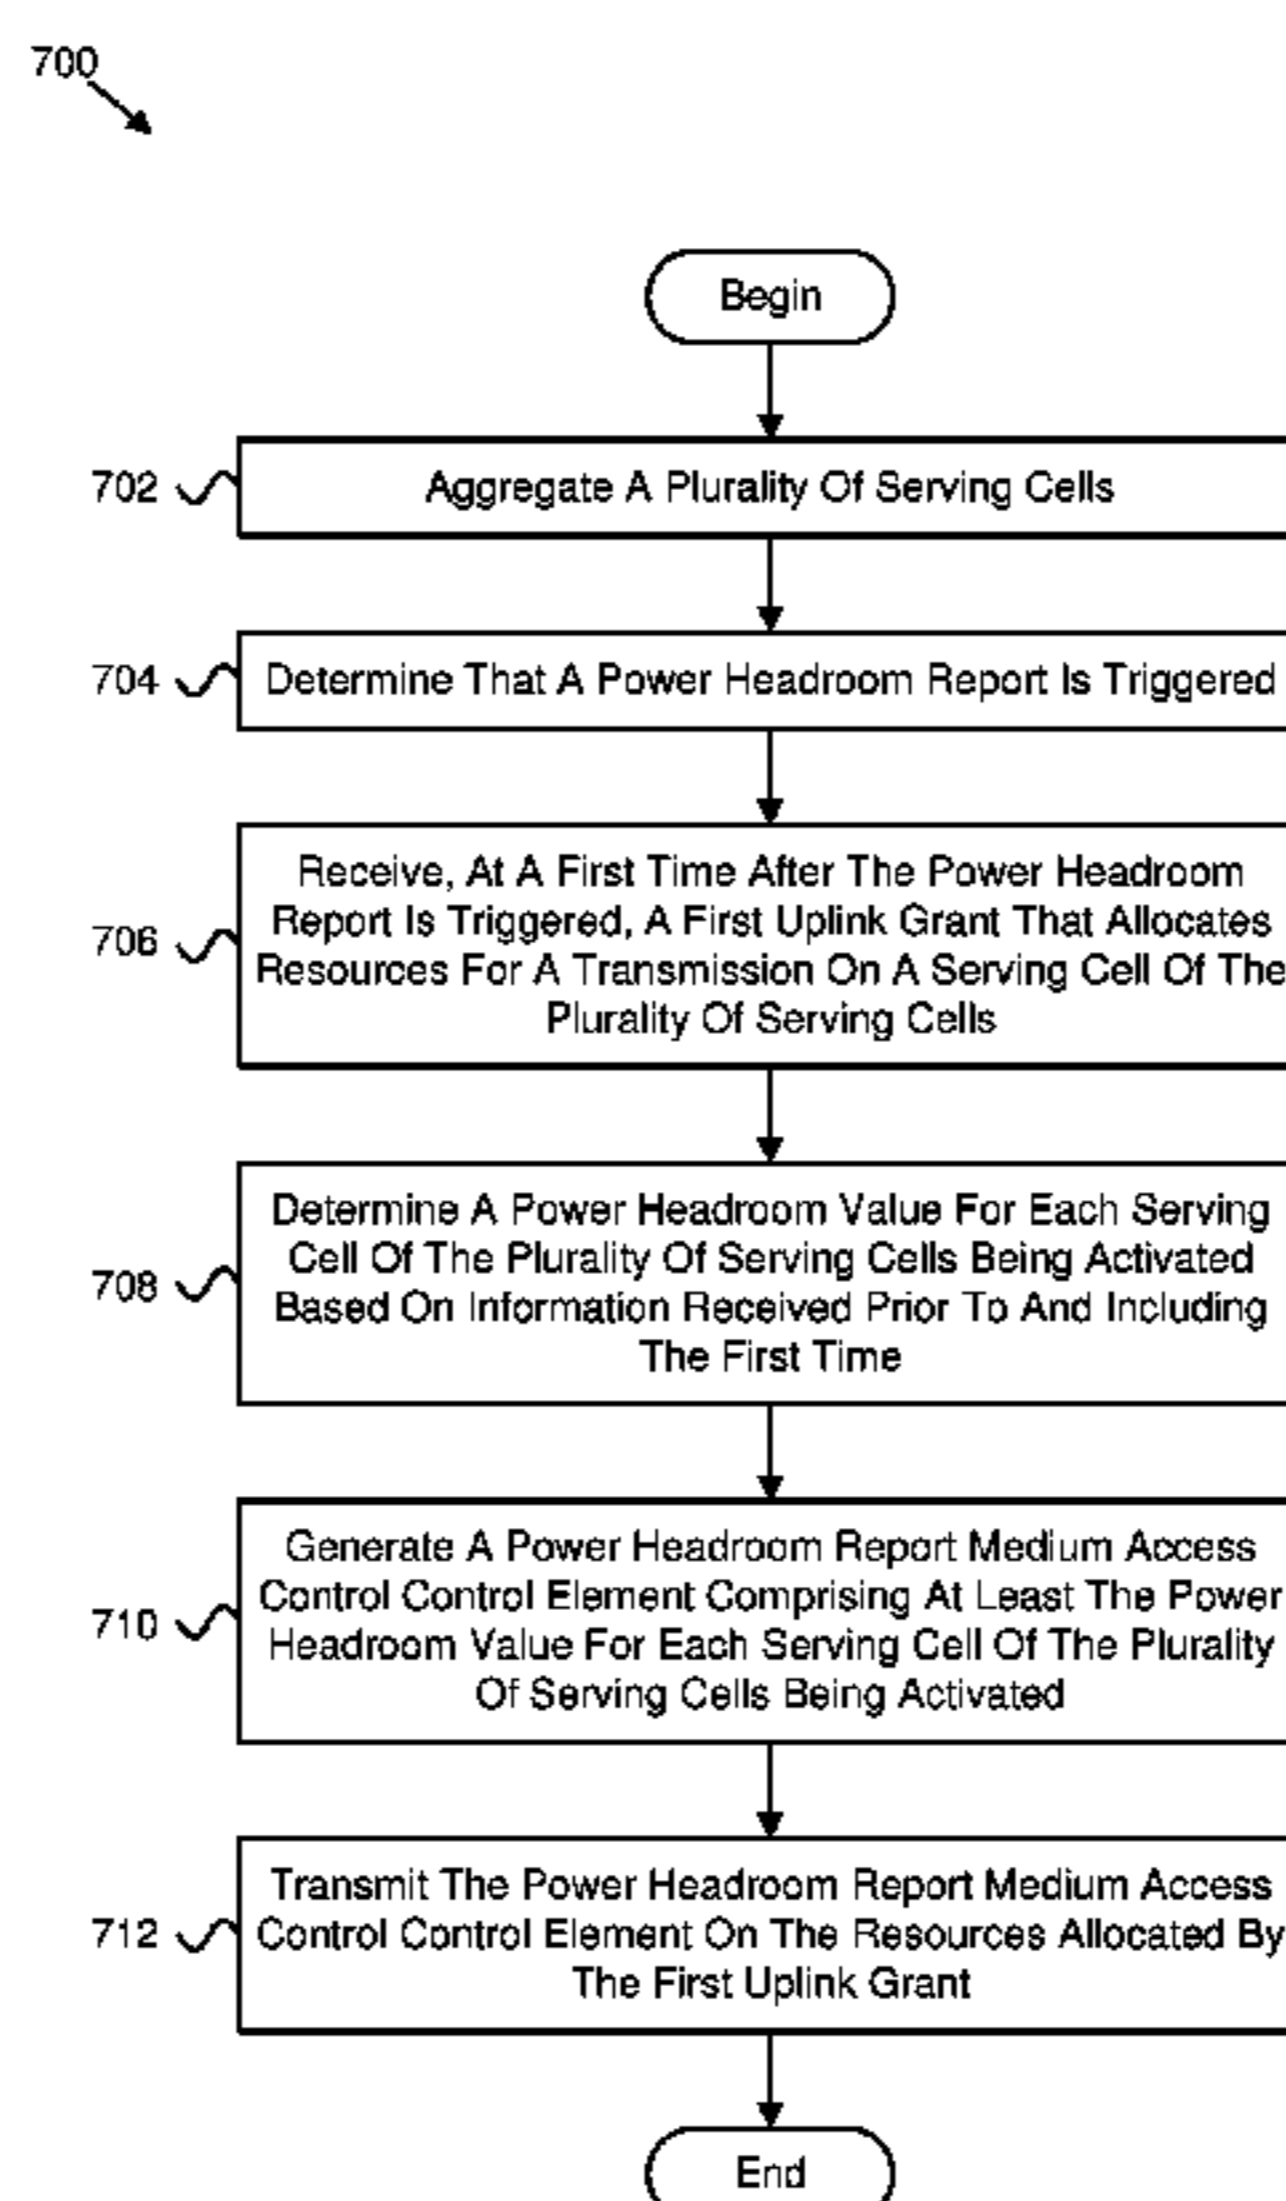 700
Begin
702
Aggregate A Plurality Of Serving Cells
704
Determine That A Power Headroom Report Is Triggered
706
Receive, At A First Time After The Power Headroom
Report Is Triggered, A First Uplink Grant That Allocates
Resources For A Transmission On A Serving Cell Of The
Plurality Of Serving Cells
708
Determine A Power Headroom Value For Each Serving
Cell Of The Plurality Of Serving Cells Being Activated
Based On Information Received Prior To And Including
The First Time
710
Generate A Power Headroom Report Medium Access
Control Control Element Comprising At Least The Power
Headroom Value For Each Serving Cell Of The Plurality
Of Serving Cells Being Activated
712
Transmit The Power Headroom Report Medium Access
Control Control Element On The Resources Allocated By
The First Uplink Grant
End